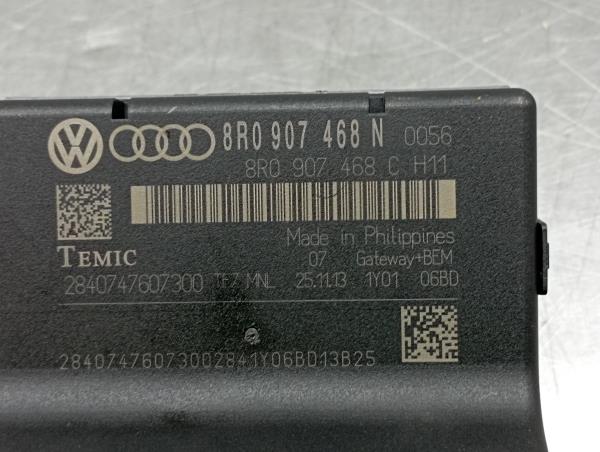 8R0 907 468 N 0056
8R0 907 468 C H11
Made in Philippines
TEMIC 07 Gateway+BEM
2840747607300 TFZ MNL 25.11.13 1Y01 06BD
28407476073002841Y06BD13B25